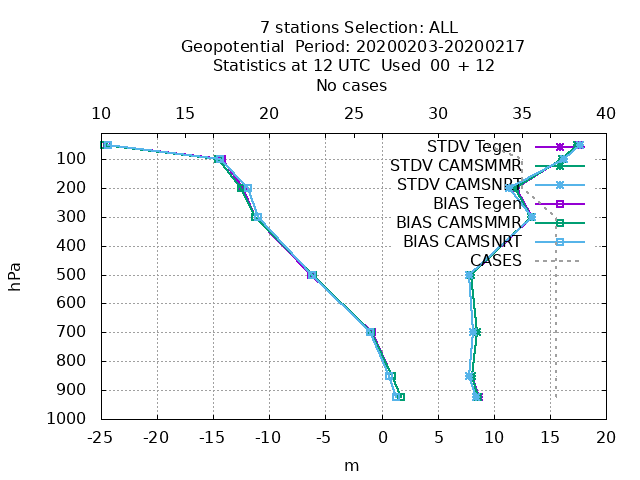 7 stations Selection: ALL
Geopotential  Period: 20200203-20200217
Statistics at 12 UTC  Used  00 + 12
No cases
10 15 20 25 30 35 40
STDV Tegen
100
STDV CAMSMMR
STDV CAMSNRT
200
BIAS Tegen
300
BIAS CAMSMMR
BIAS CAMSNRT
400
CASES
500
hPa
600
700
800
900
1000
-25 -20 -15 -10 -5 0 5 10 15 20
m